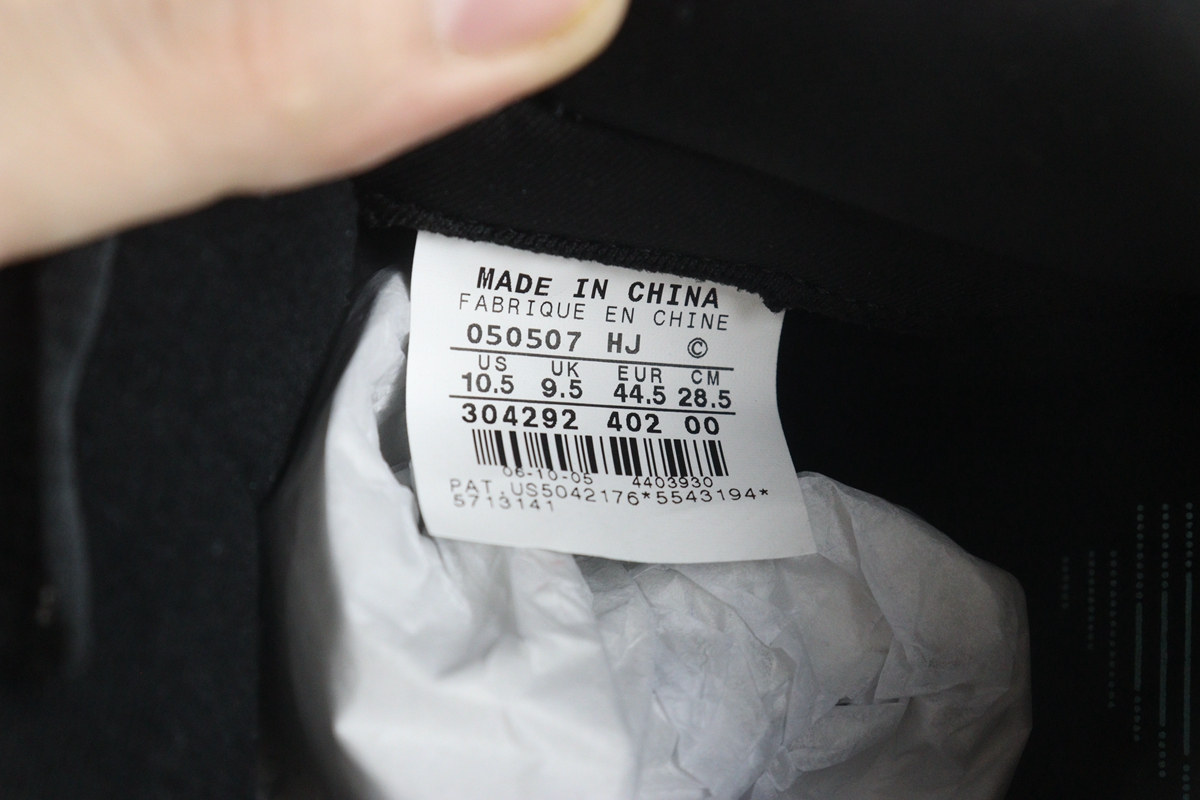 MADE IN CHINA
FABRIQUE EN CHINE
050507 HJ ©
US UK EUR CM
10.5 9.5 44.5 28.5
304292 402 00
06-10-05 4403930
PAT.US5042176*5543194*
5713141